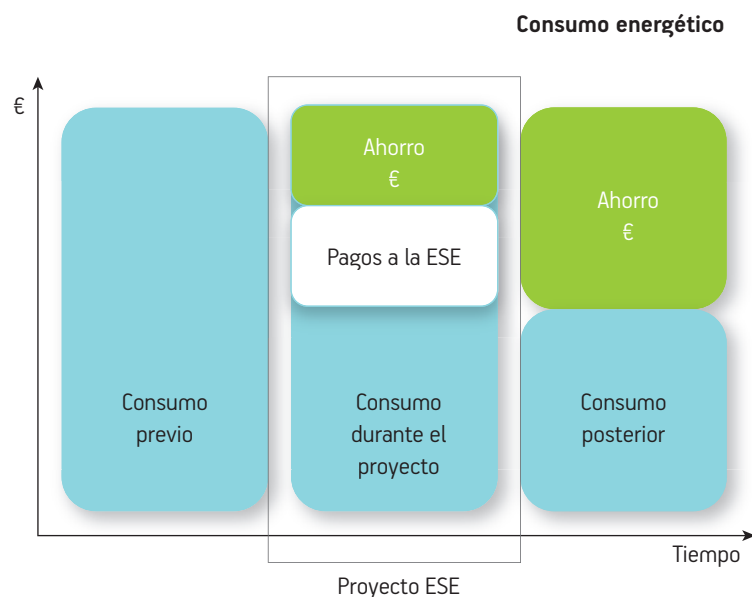 Consumo energético
€
Ahorro
€
Pagos a la ESE
Ahorro
€
Consumo
previo
Consumo
durante el
proyecto
Consumo
posterior
Tiempo
Proyecto ESE